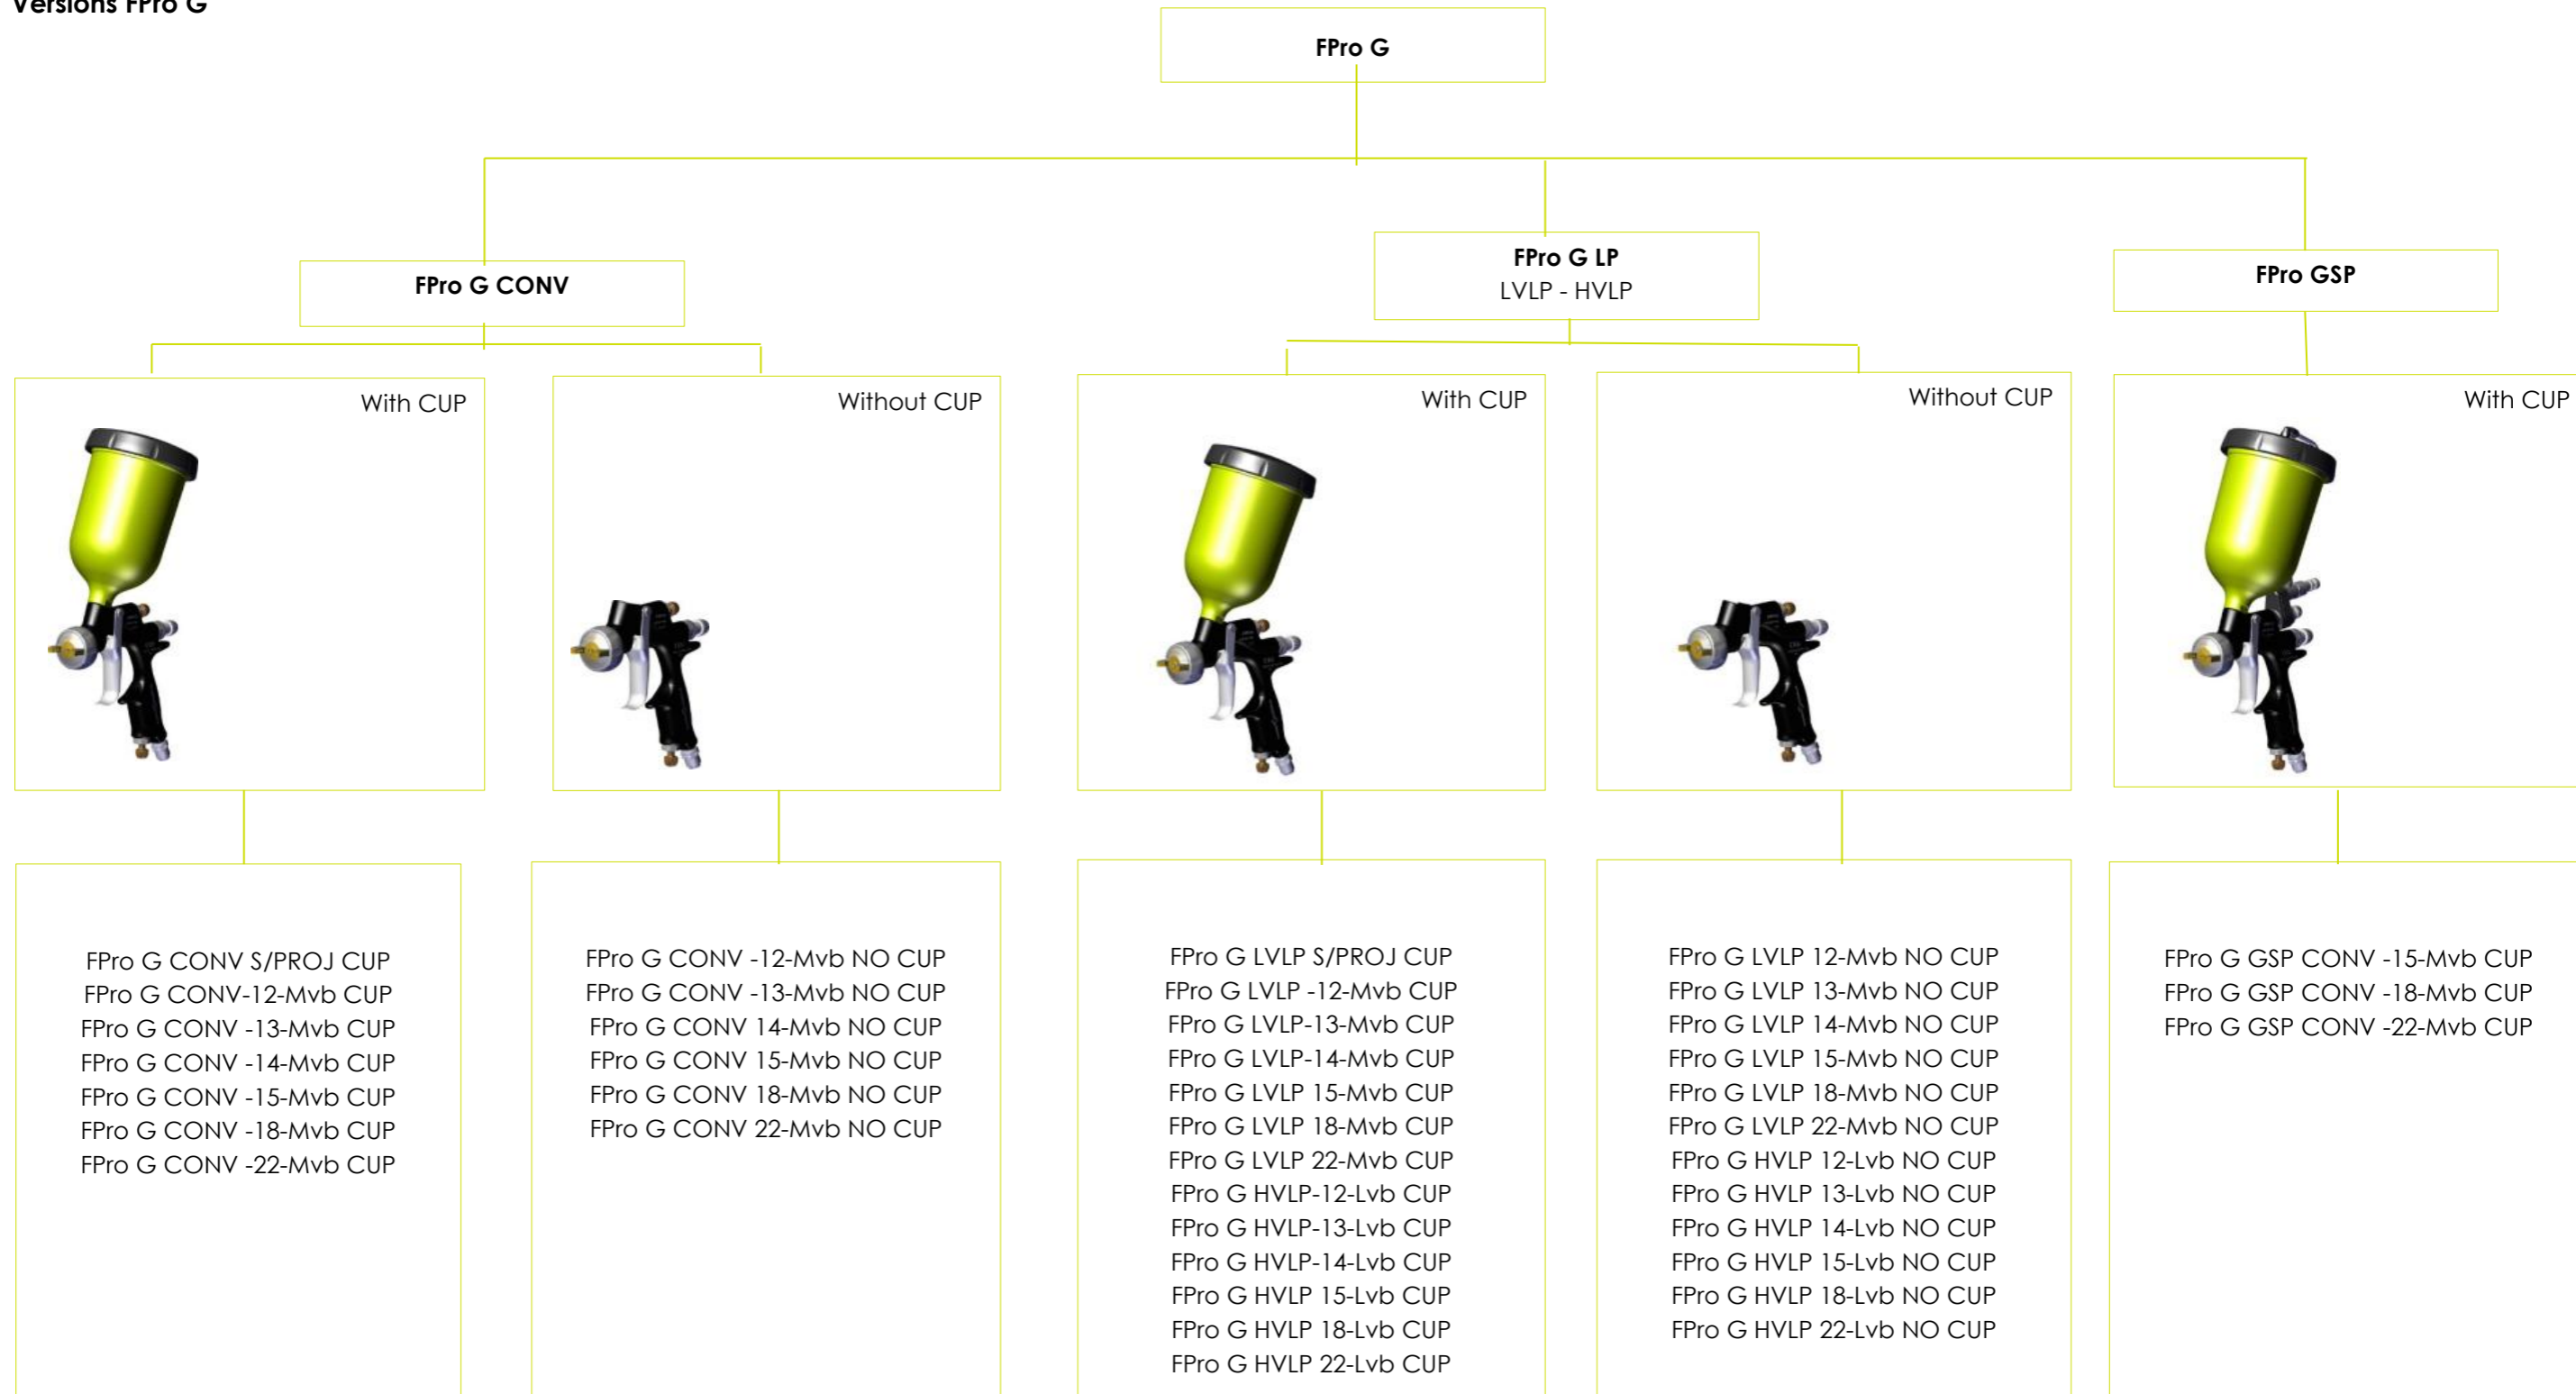 Versions FPro G
FPro G
FPro G CONV
FPro G LP
LVLP - HVLP
FPro GSP
With CUP
Without CUP
With CUP
Without CUP
With CUP
FPro G CONV S/PROJ CUP
FPro G CONV-12-Mvb CUP
FPro G CONV -13-Mvb CUP
FPro G CONV -14-Mvb CUP
FPro G CONV -15-Mvb CUP
FPro G CONV -18-Mvb CUP
FPro G CONV -22-Mvb CUP
FPro G CONV -12-Mvb NO CUP
FPro G CONV -13-Mvb NO CUP
FPro G CONV 14-Mvb NO CUP
FPro G CONV 15-Mvb NO CUP
FPro G CONV 18-Mvb NO CUP
FPro G CONV 22-Mvb NO CUP
FPro G LVLP S/PROJ CUP
FPro G LVLP -12-Mvb CUP
FPro G LVLP-13-Mvb CUP
FPro G LVLP-14-Mvb CUP
FPro G LVLP 15-Mvb CUP
FPro G LVLP 18-Mvb CUP
FPro G LVLP 22-Mvb CUP
FPro G HVLP-12-Lvb CUP
FPro G HVLP-13-Lvb CUP
FPro G HVLP-14-Lvb CUP
FPro G HVLP 15-Lvb CUP
FPro G HVLP 18-Lvb CUP
FPro G HVLP 22-Lvb CUP
FPro G LVLP 12-Mvb NO CUP
FPro G LVLP 13-Mvb NO CUP
FPro G LVLP 14-Mvb NO CUP
FPro G LVLP 15-Mvb NO CUP
FPro G LVLP 18-Mvb NO CUP
FPro G LVLP 22-Mvb NO CUP
FPro G HVLP 12-Lvb NO CUP
FPro G HVLP 13-Lvb NO CUP
FPro G HVLP 14-Lvb NO CUP
FPro G HVLP 15-Lvb NO CUP
FPro G HVLP 18-Lvb NO CUP
FPro G HVLP 22-Lvb NO CUP
FPro G GSP CONV -15-Mvb CUP
FPro G GSP CONV -18-Mvb CUP
FPro G GSP CONV -22-Mvb CUP